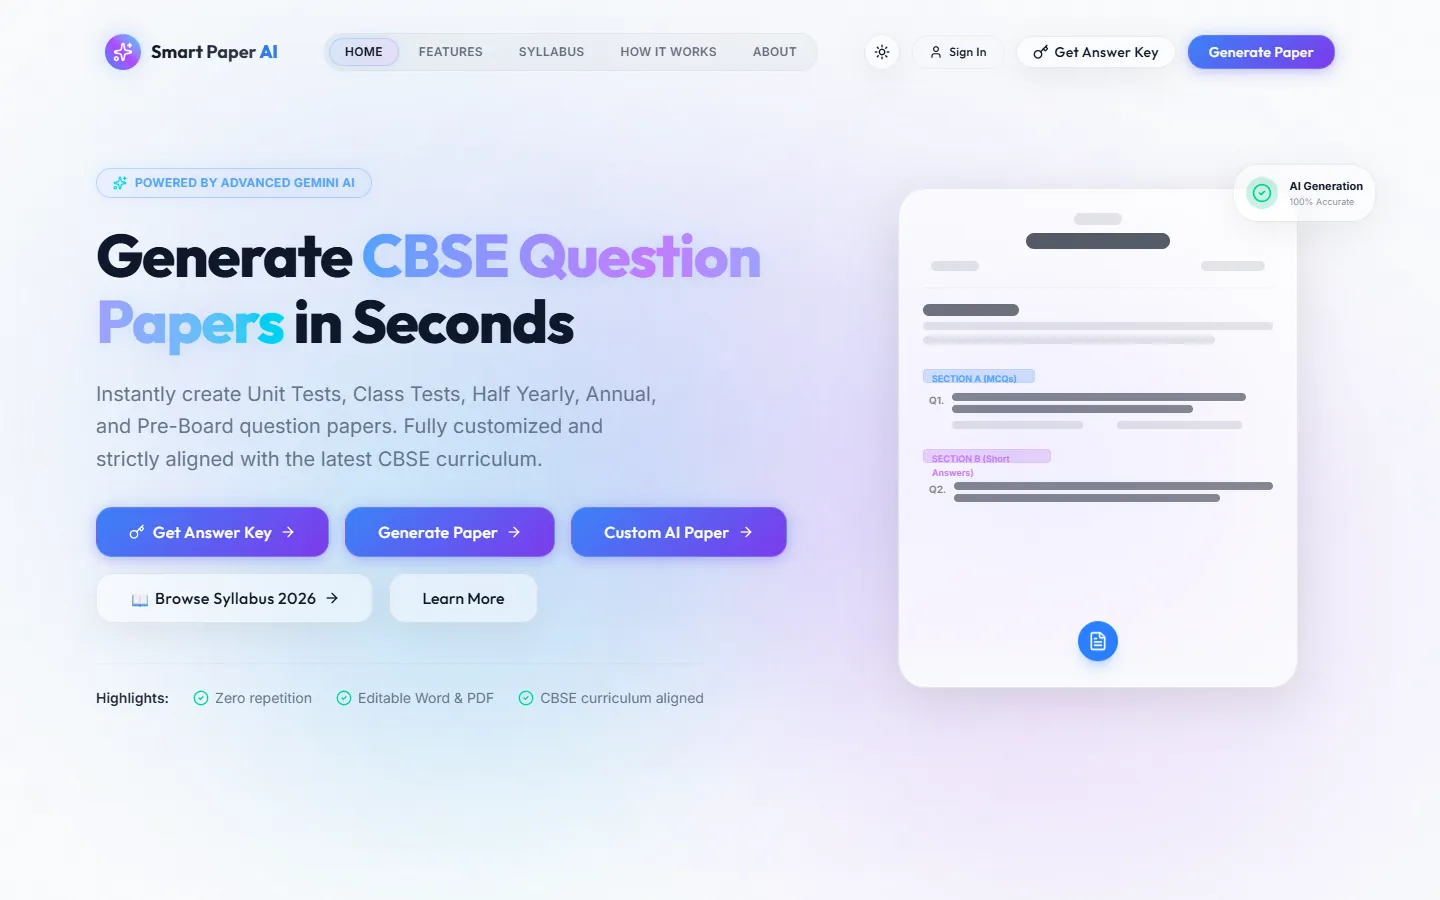 Smart Paper AI
HOME
FEATURES
SYLLABUS
HOW IT WORKS
ABOUT
Sign In
Get Answer Key
Generate Paper
POWERED BY ADVANCED GEMINI AI
Generate CBSE Question
Papers in Seconds
Instantly create Unit Tests, Class Tests, Half Yearly, Annual,
and Pre-Board question papers. Fully customized and
strictly aligned with the latest CBSE curriculum.
Get Answer Key →
Generate Paper →
Custom AI Paper →
📖 Browse Syllabus 2026 →
Learn More
Highlights:
Zero repetition
Editable Word & PDF
CBSE curriculum aligned
AI Generation
100% Accurate
SECTION A (MCQs)
Q1.
SECTION B (Short
Answers)
Q2.